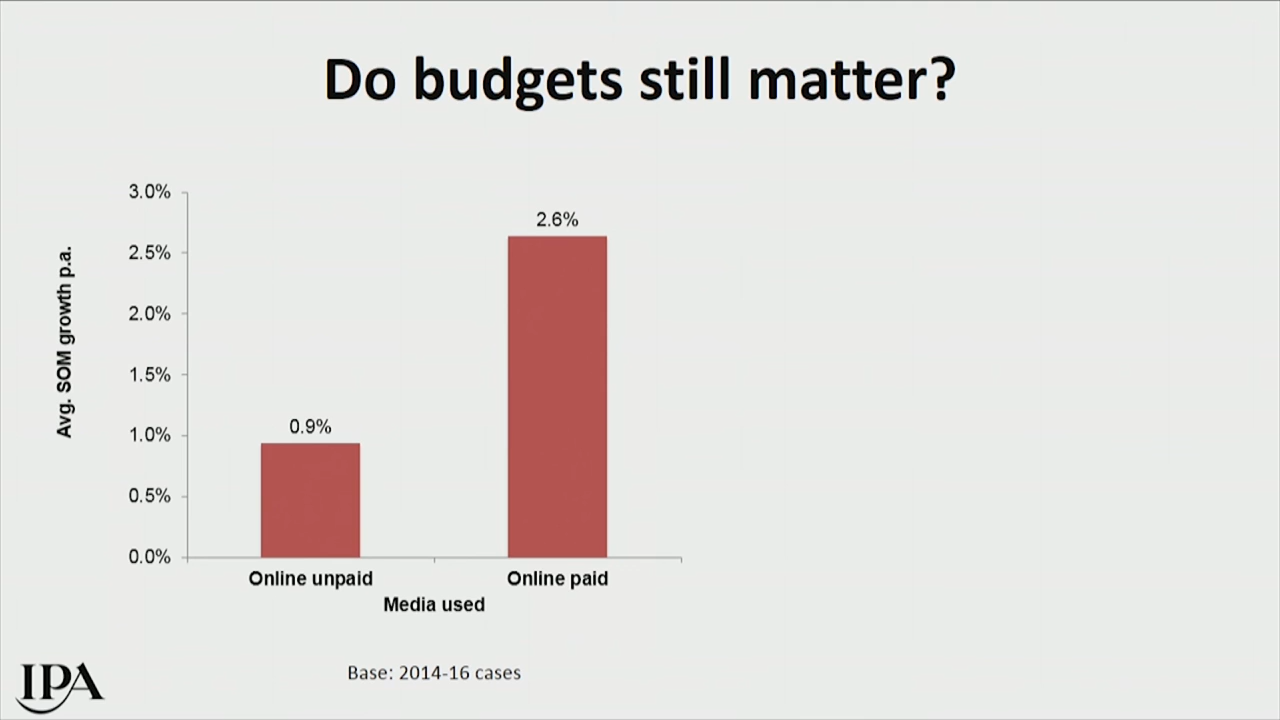 Do budgets still matter?
3.0%
2.5%
2.0%
1.5%
1.0%
0.5%
0.0%
Avg. SOM growth p.a.
0.9%
2.6%
Online unpaid
Online paid
Media used
Base: 2014-16 cases
IPA